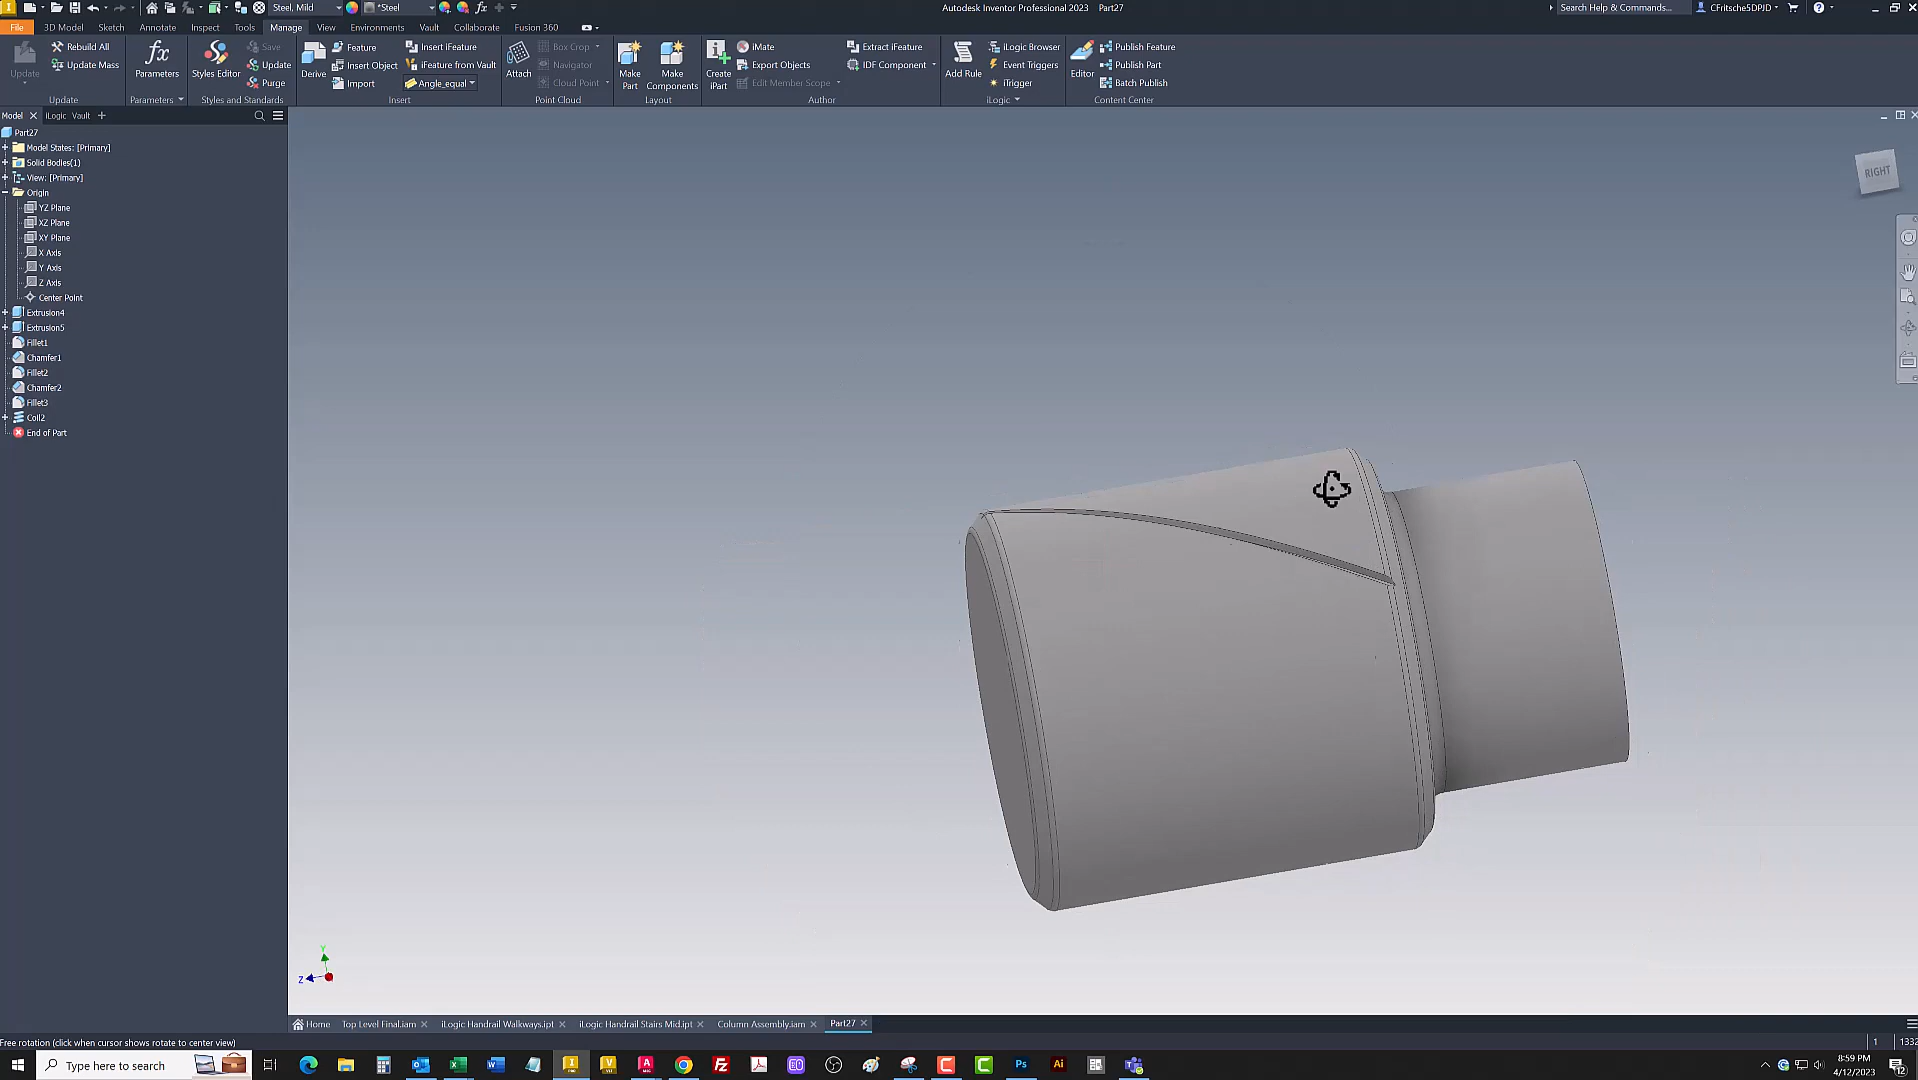 Steel, Mild
*Steel
Autodesk Inventor Professional 2023 Part27
Search Help & Commands...
CFritsche5DPJD
File 3D Model Sketch Annotate Inspect Tools Manage View Environments Vault Collaborate Fusion 360
Update
Rebuild All
Update Mass
Update
Parameters
Parameters
Styles Editor
Save
Update
Purge
Styles and Standards
Derive
Feature
Insert Object
Import
Insert iFeature
iFeature from Vault
Angle_equal
Insert
Attach
Box Crop
Navigator
Cloud Point
Point Cloud
Make Part
Make Components
Layout
Create iPart
iMate
Export Objects
Edit Member Scope
Extract iFeature
IDF Component
Author
Add Rule
iLogic Browser
Event Triggers
iTrigger
iLogic
Editor
Publish Feature
Publish Part
Batch Publish
Content Center
Model iLogic Vault
Part27
Model States: [Primary]
Solid Bodies(1)
View: [Primary]
Origin
YZ Plane
XZ Plane
XY Plane
X Axis
Y Axis
Z Axis
Center Point
Extrusion4
Extrusion5
Fillet1
Chamfer1
Fillet2
Chamfer2
Fillet3
Coil2
End of Part
RIGHT
Y
Z
Home Top Level Final.iam iLogic Handrail Walkways.ipt iLogic Handrail Stairs Mid.ipt Column Assembly.iam Part27
Free rotation (click when cursor shows rotate to center view)
1 1332
Type here to search
8:59 PM
4/12/2023